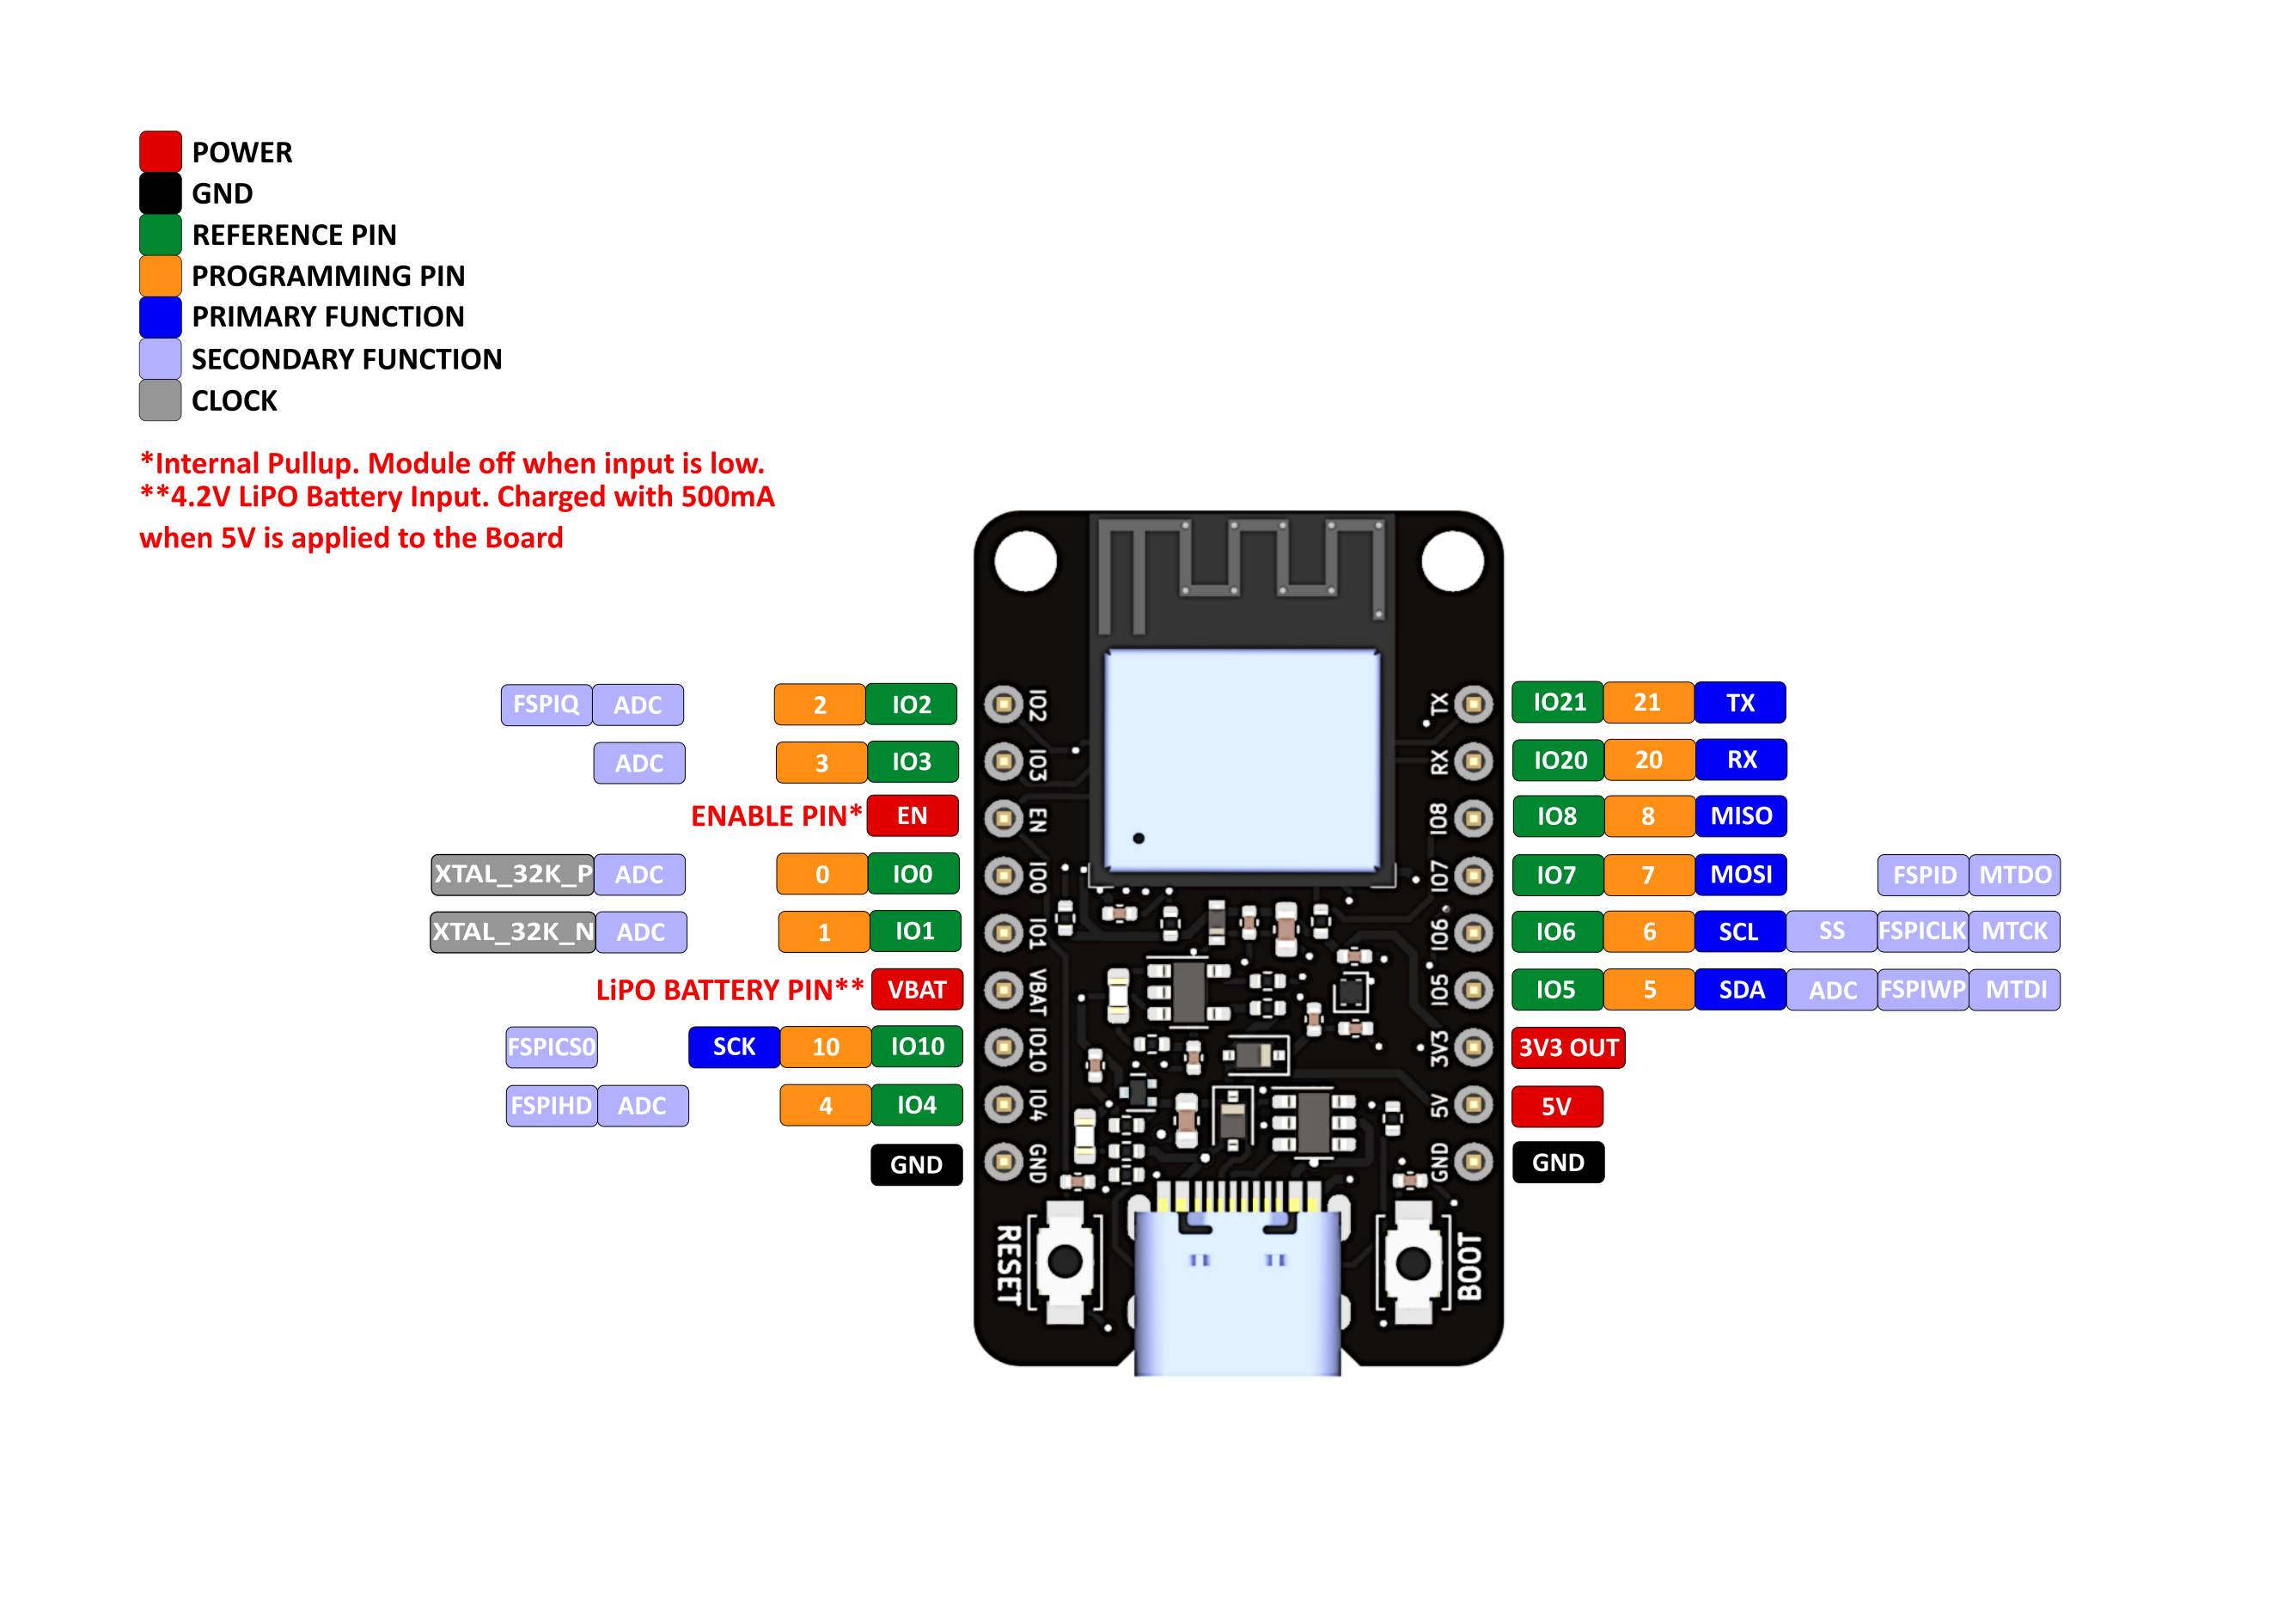 POWER
GND
REFERENCE PIN
PROGRAMMING PIN
PRIMARY FUNCTION
SECONDARY FUNCTION
CLOCK
*Internal Pullup. Module off when input is low.
**4.2V LiPO Battery Input. Charged with 500mA
when 5V is applied to the Board
FSPIQ ADC 2 IO2 IO2 TX IO21 21 TX
ADC 3 IO3 IO3 RX IO20 20 RX
ENABLE PIN* EN EN IO8 IO8 8 MISO
XTAL_32K_P ADC 0 IO0 IO0 IO7 IO7 7 MOSI FSPID MTDO
XTAL_32K_N ADC 1 IO1 IO1 IO6 IO6 6 SCL SS FSPICLK MTCK
LiPO BATTERY PIN** VBAT VBAT IO5 IO5 5 SDA ADC FSPIWP MTDI
FSPICS0 SCK 10 IO10 IO10 3V3 3V3 OUT
FSPIHD ADC 4 IO4 IO4 5V 5V
GND GND GND GND
RESET BOOT